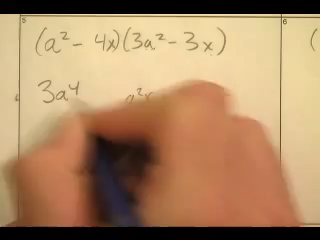 5 6
(a² - 4x)(3a² - 3x) (
3a⁴